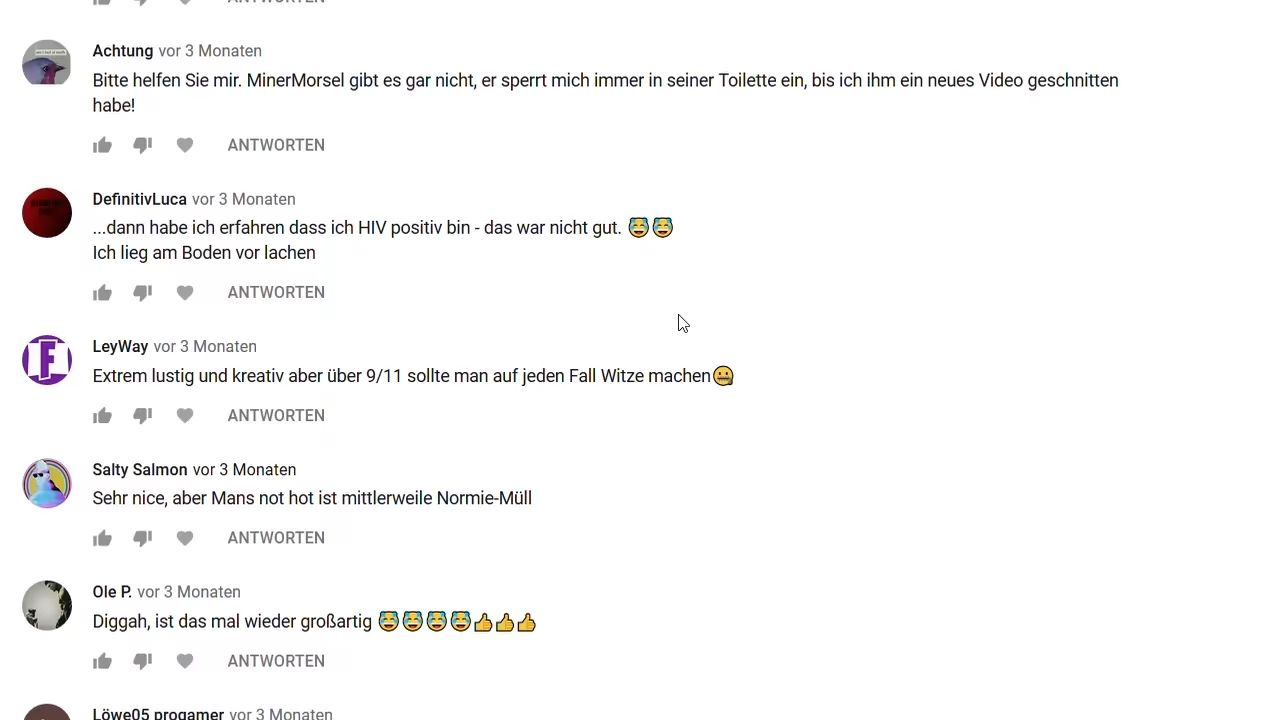 ANTWORTEN
Achtung vor 3 Monaten
Bitte helfen Sie mir. MinerMorsel gibt es gar nicht, er sperrt mich immer in seiner Toilette ein, bis ich ihm ein neues Video geschnitten
habe!
ANTWORTEN
DefinitivLuca vor 3 Monaten
...dann habe ich erfahren dass ich HIV positiv bin - das war nicht gut. 😅😅
Ich lieg am Boden vor lachen
ANTWORTEN
LeyWay vor 3 Monaten
Extrem lustig und kreativ aber über 9/11 sollte man auf jeden Fall Witze machen🤐
ANTWORTEN
Salty Salmon vor 3 Monaten
Sehr nice, aber Mans not hot ist mittlerweile Normie-Müll
ANTWORTEN
Ole P. vor 3 Monaten
Diggah, ist das mal wieder großartig 😅😅😅😅👍👍👍
ANTWORTEN
Löwe05 progamer vor 3 Monaten